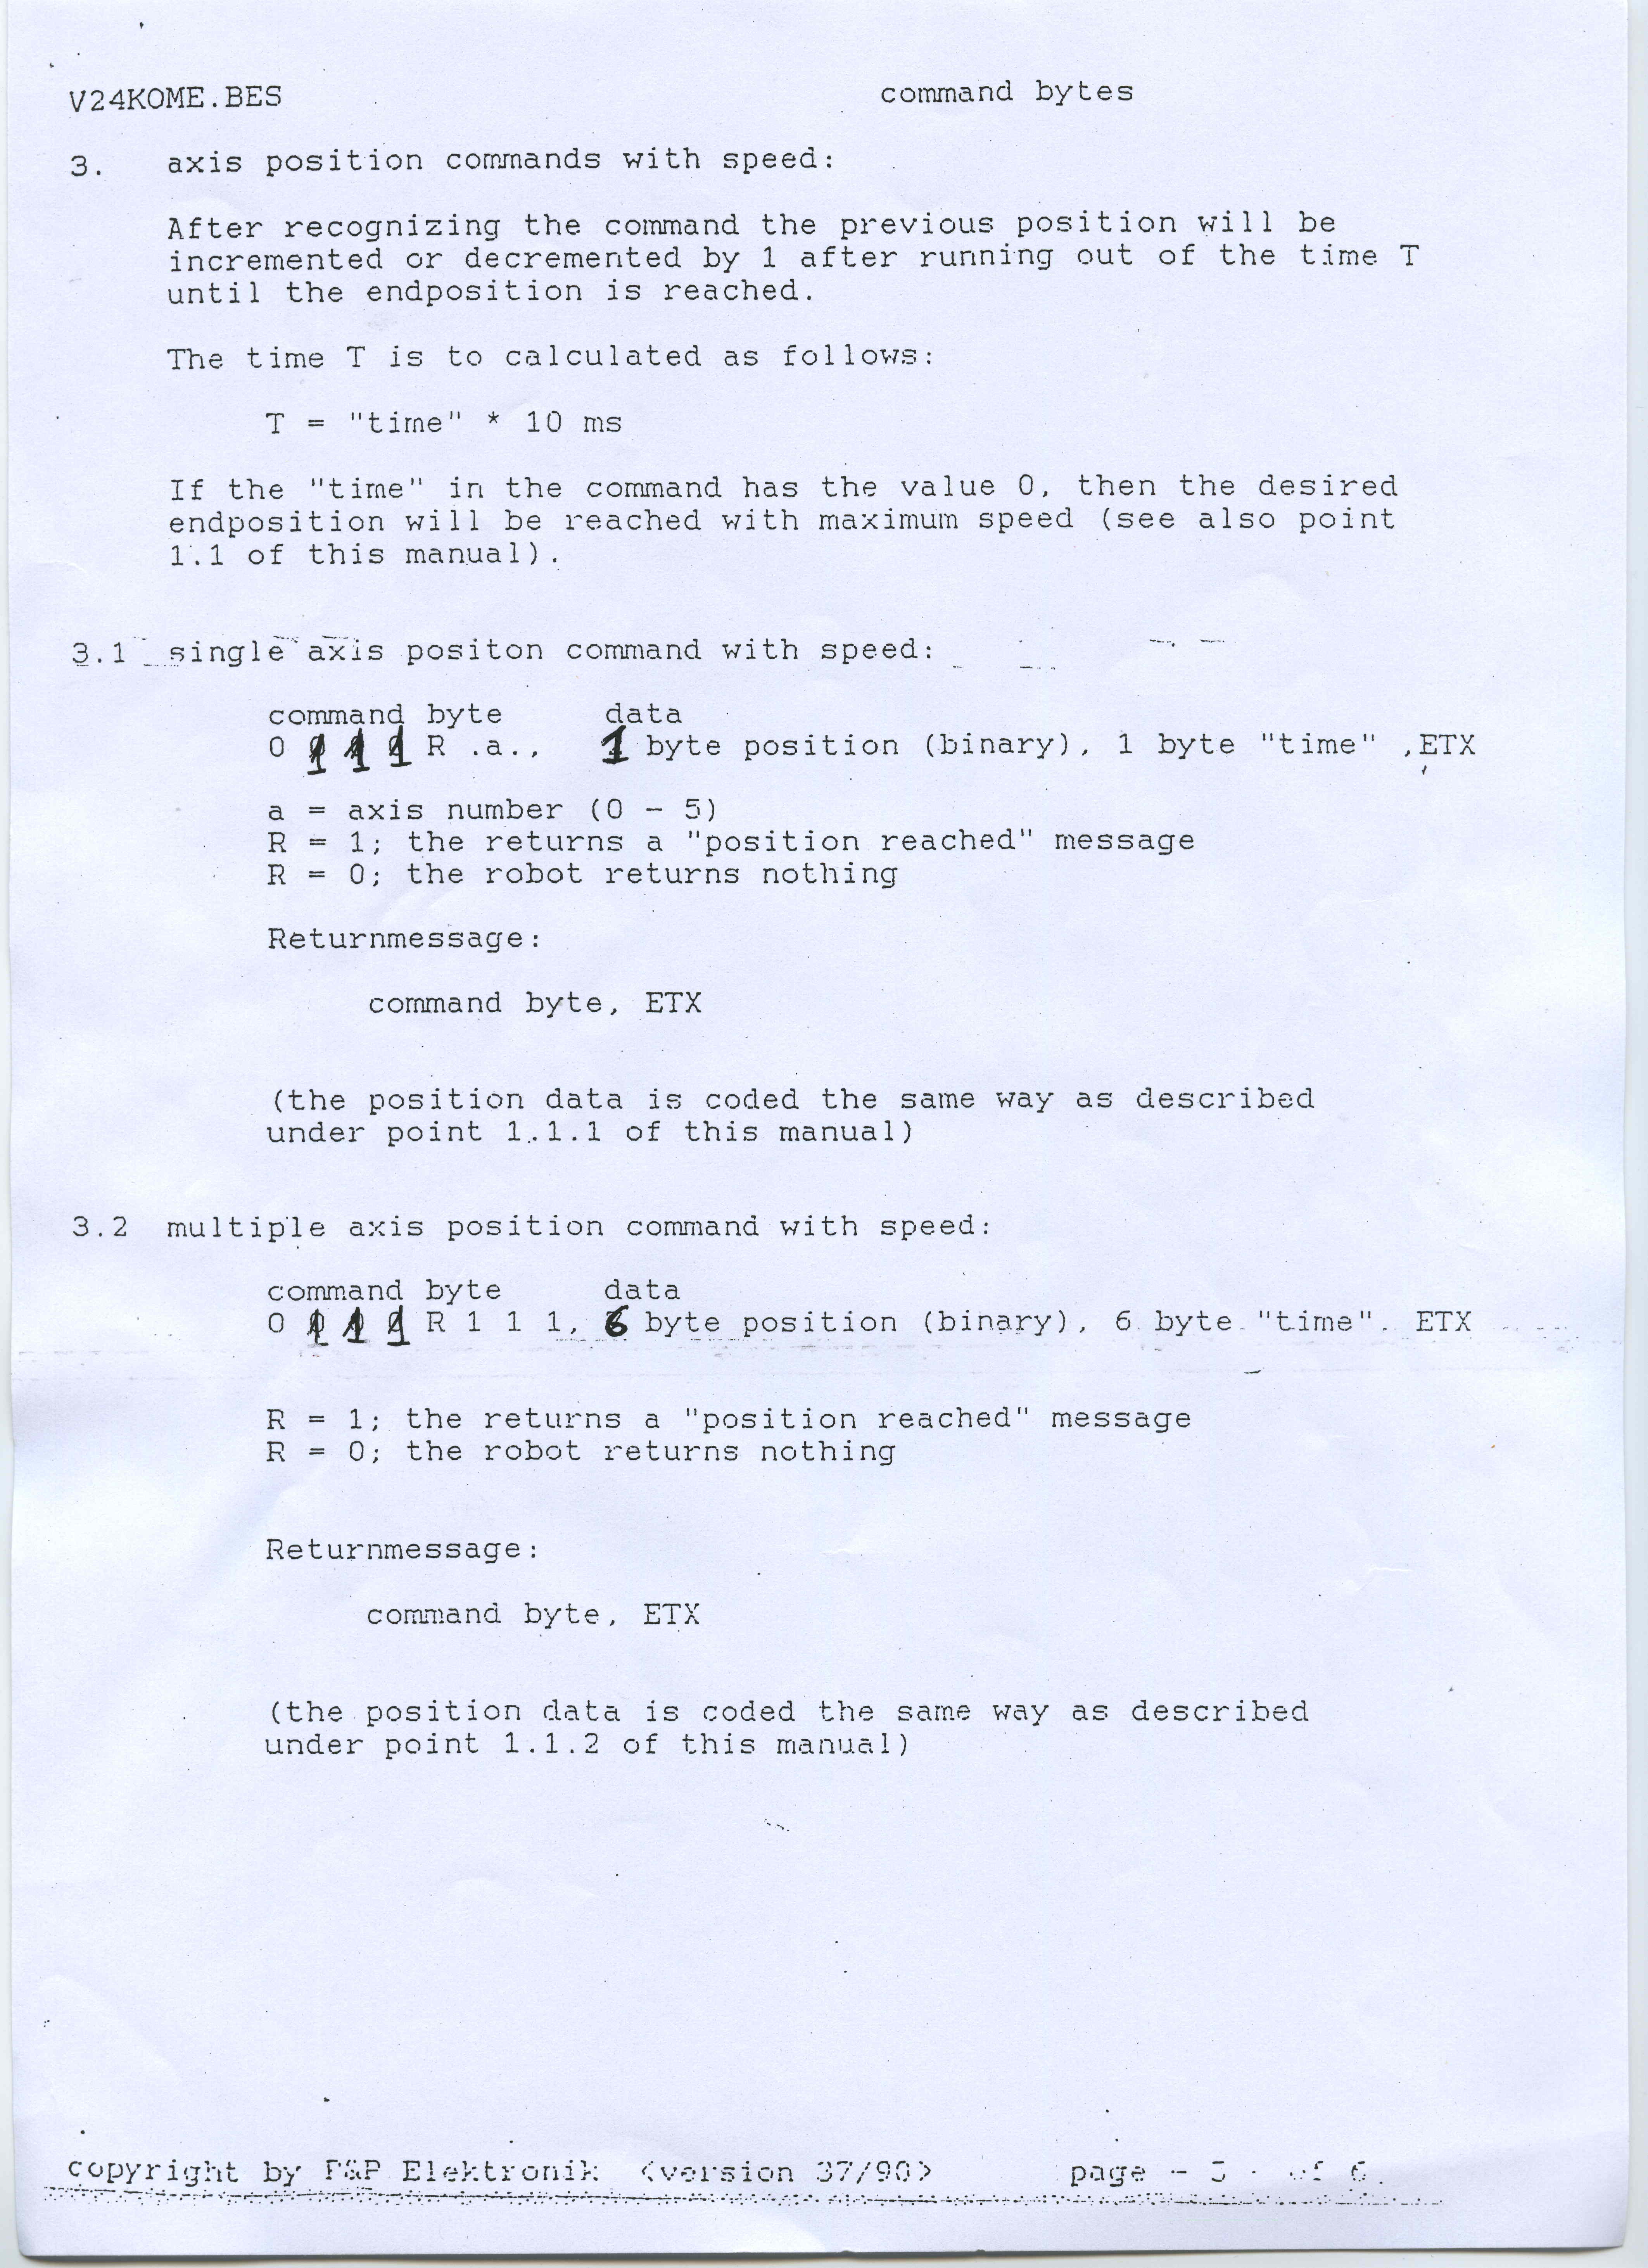 V24KOME.BES command bytes
3. axis position commands with speed:
After recognizing the command the previous position will be
incremented or decremented by 1 after running out of the time T
until the endposition is reached.
The time T is to calculated as follows:
T = "time" * 10 ms
If the "time" in the command has the value 0, then the desired
endposition will be reached with maximum speed (see also point
1.1 of this manual).
3.1 single axis positon command with speed:
command byte data
0 1 1 1 R .a., 1 byte position (binary), 1 byte "time" ,ETX
a = axis number (0 - 5)
R = 1; the returns a "position reached" message
R = 0; the robot returns nothing
Returnmessage:
command byte, ETX
(the position data is coded the same way as described
under point 1.1.1 of this manual)
3.2 multiple axis position command with speed:
command byte data
0 1 1 1 R 1 1 1, 6 byte position (binary), 6 byte "time". ETX
R = 1; the returns a "position reached" message
R = 0; the robot returns nothing
Returnmessage:
command byte, ETX
(the position data is coded the same way as described
under point 1.1.2 of this manual)
copyright by P&P Elektronik <version 37/90> page - of 6